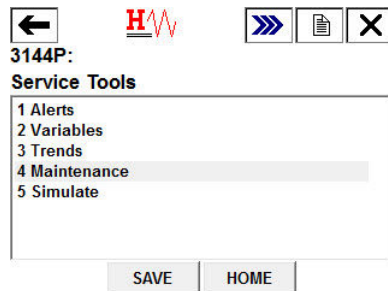 H
3144P:
Service Tools
1 Alerts
2 Variables
3 Trends
4 Maintenance
5 Simulate
SAVE HOME